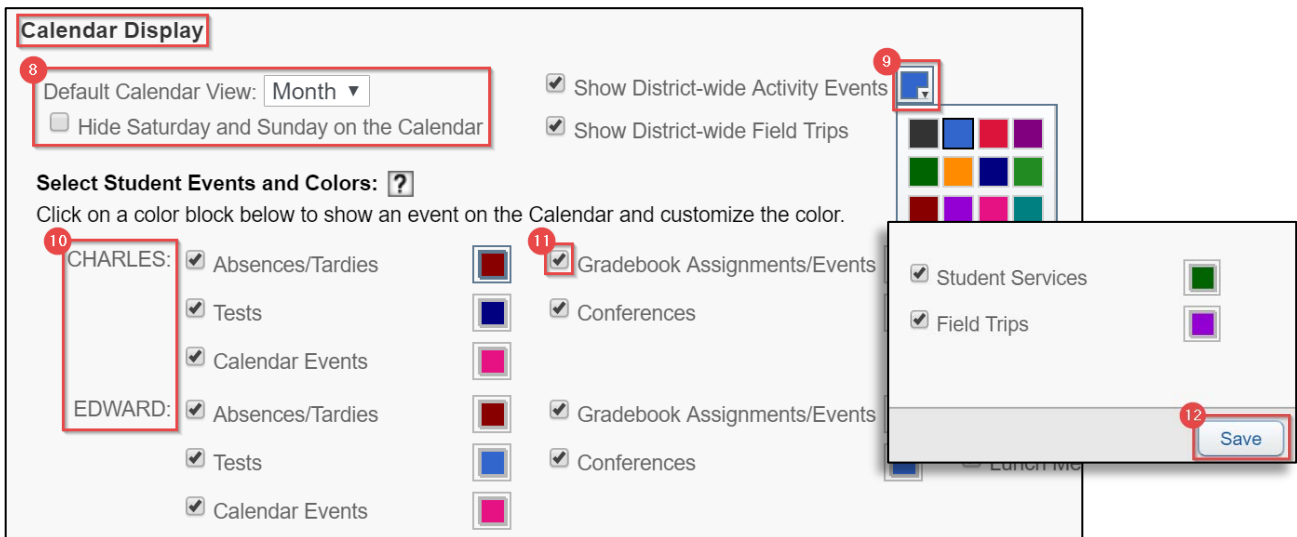 Calendar Display
8
9
Default Calendar View: Month
Show District-wide Activity Events
Hide Saturday and Sunday on the Calendar
Show District-wide Field Trips
Select Student Events and Colors: ?
Click on a color block below to show an event on the Calendar and customize the color.
10
11
CHARLES: Absences/Tardies
Gradebook Assignments/Events
Student Services
Tests
Conferences
Field Trips
Calendar Events
EDWARD: Absences/Tardies
Gradebook Assignments/Events
12
Save
Tests
Conferences
Lunch Me
Calendar Events